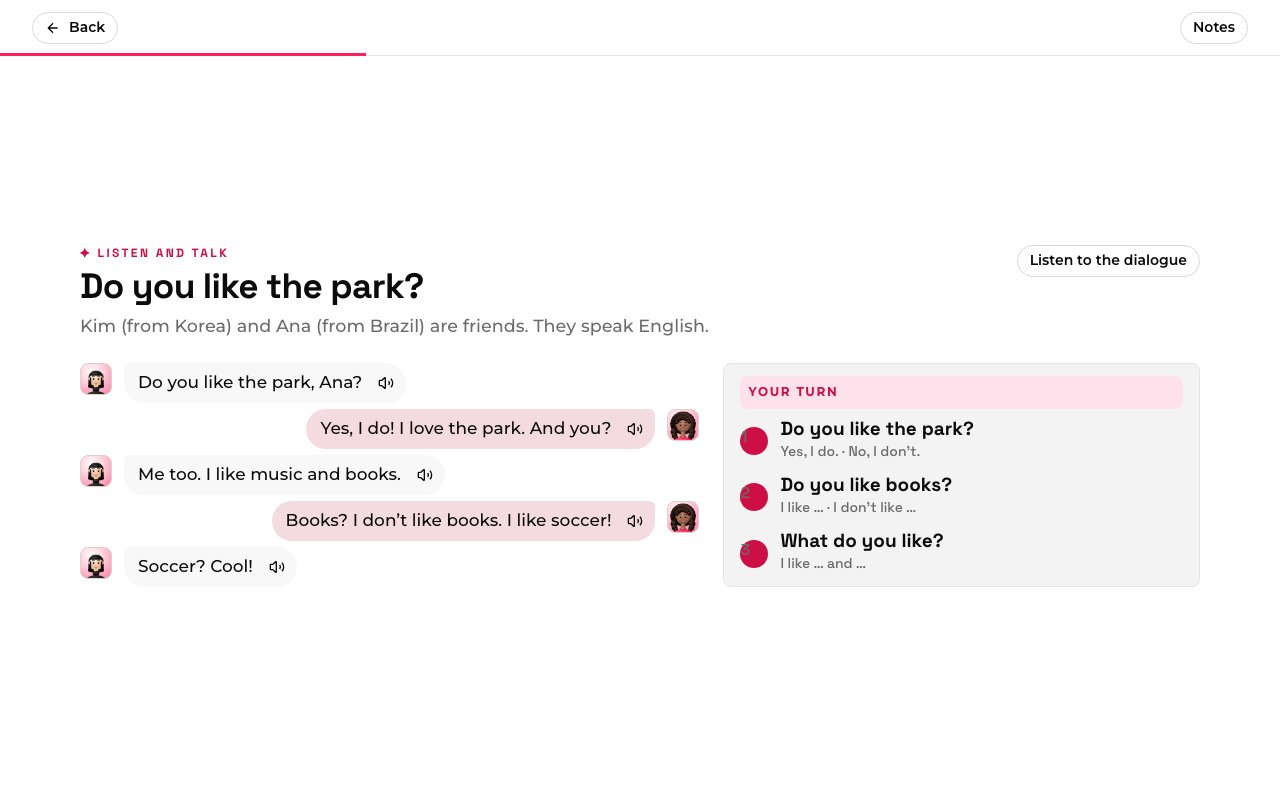 Back
Notes
LISTEN AND TALK
Listen to the dialogue
Do you like the park?
Kim (from Korea) and Ana (from Brazil) are friends. They speak English.
Do you like the park, Ana?
Yes, I do! I love the park. And you?
Me too. I like music and books.
Books? I don’t like books. I like soccer!
Soccer? Cool!
YOUR TURN
1 Do you like the park?
Yes, I do. · No, I don’t.
2 Do you like books?
I like ... · I don’t like ...
3 What do you like?
I like ... and ...